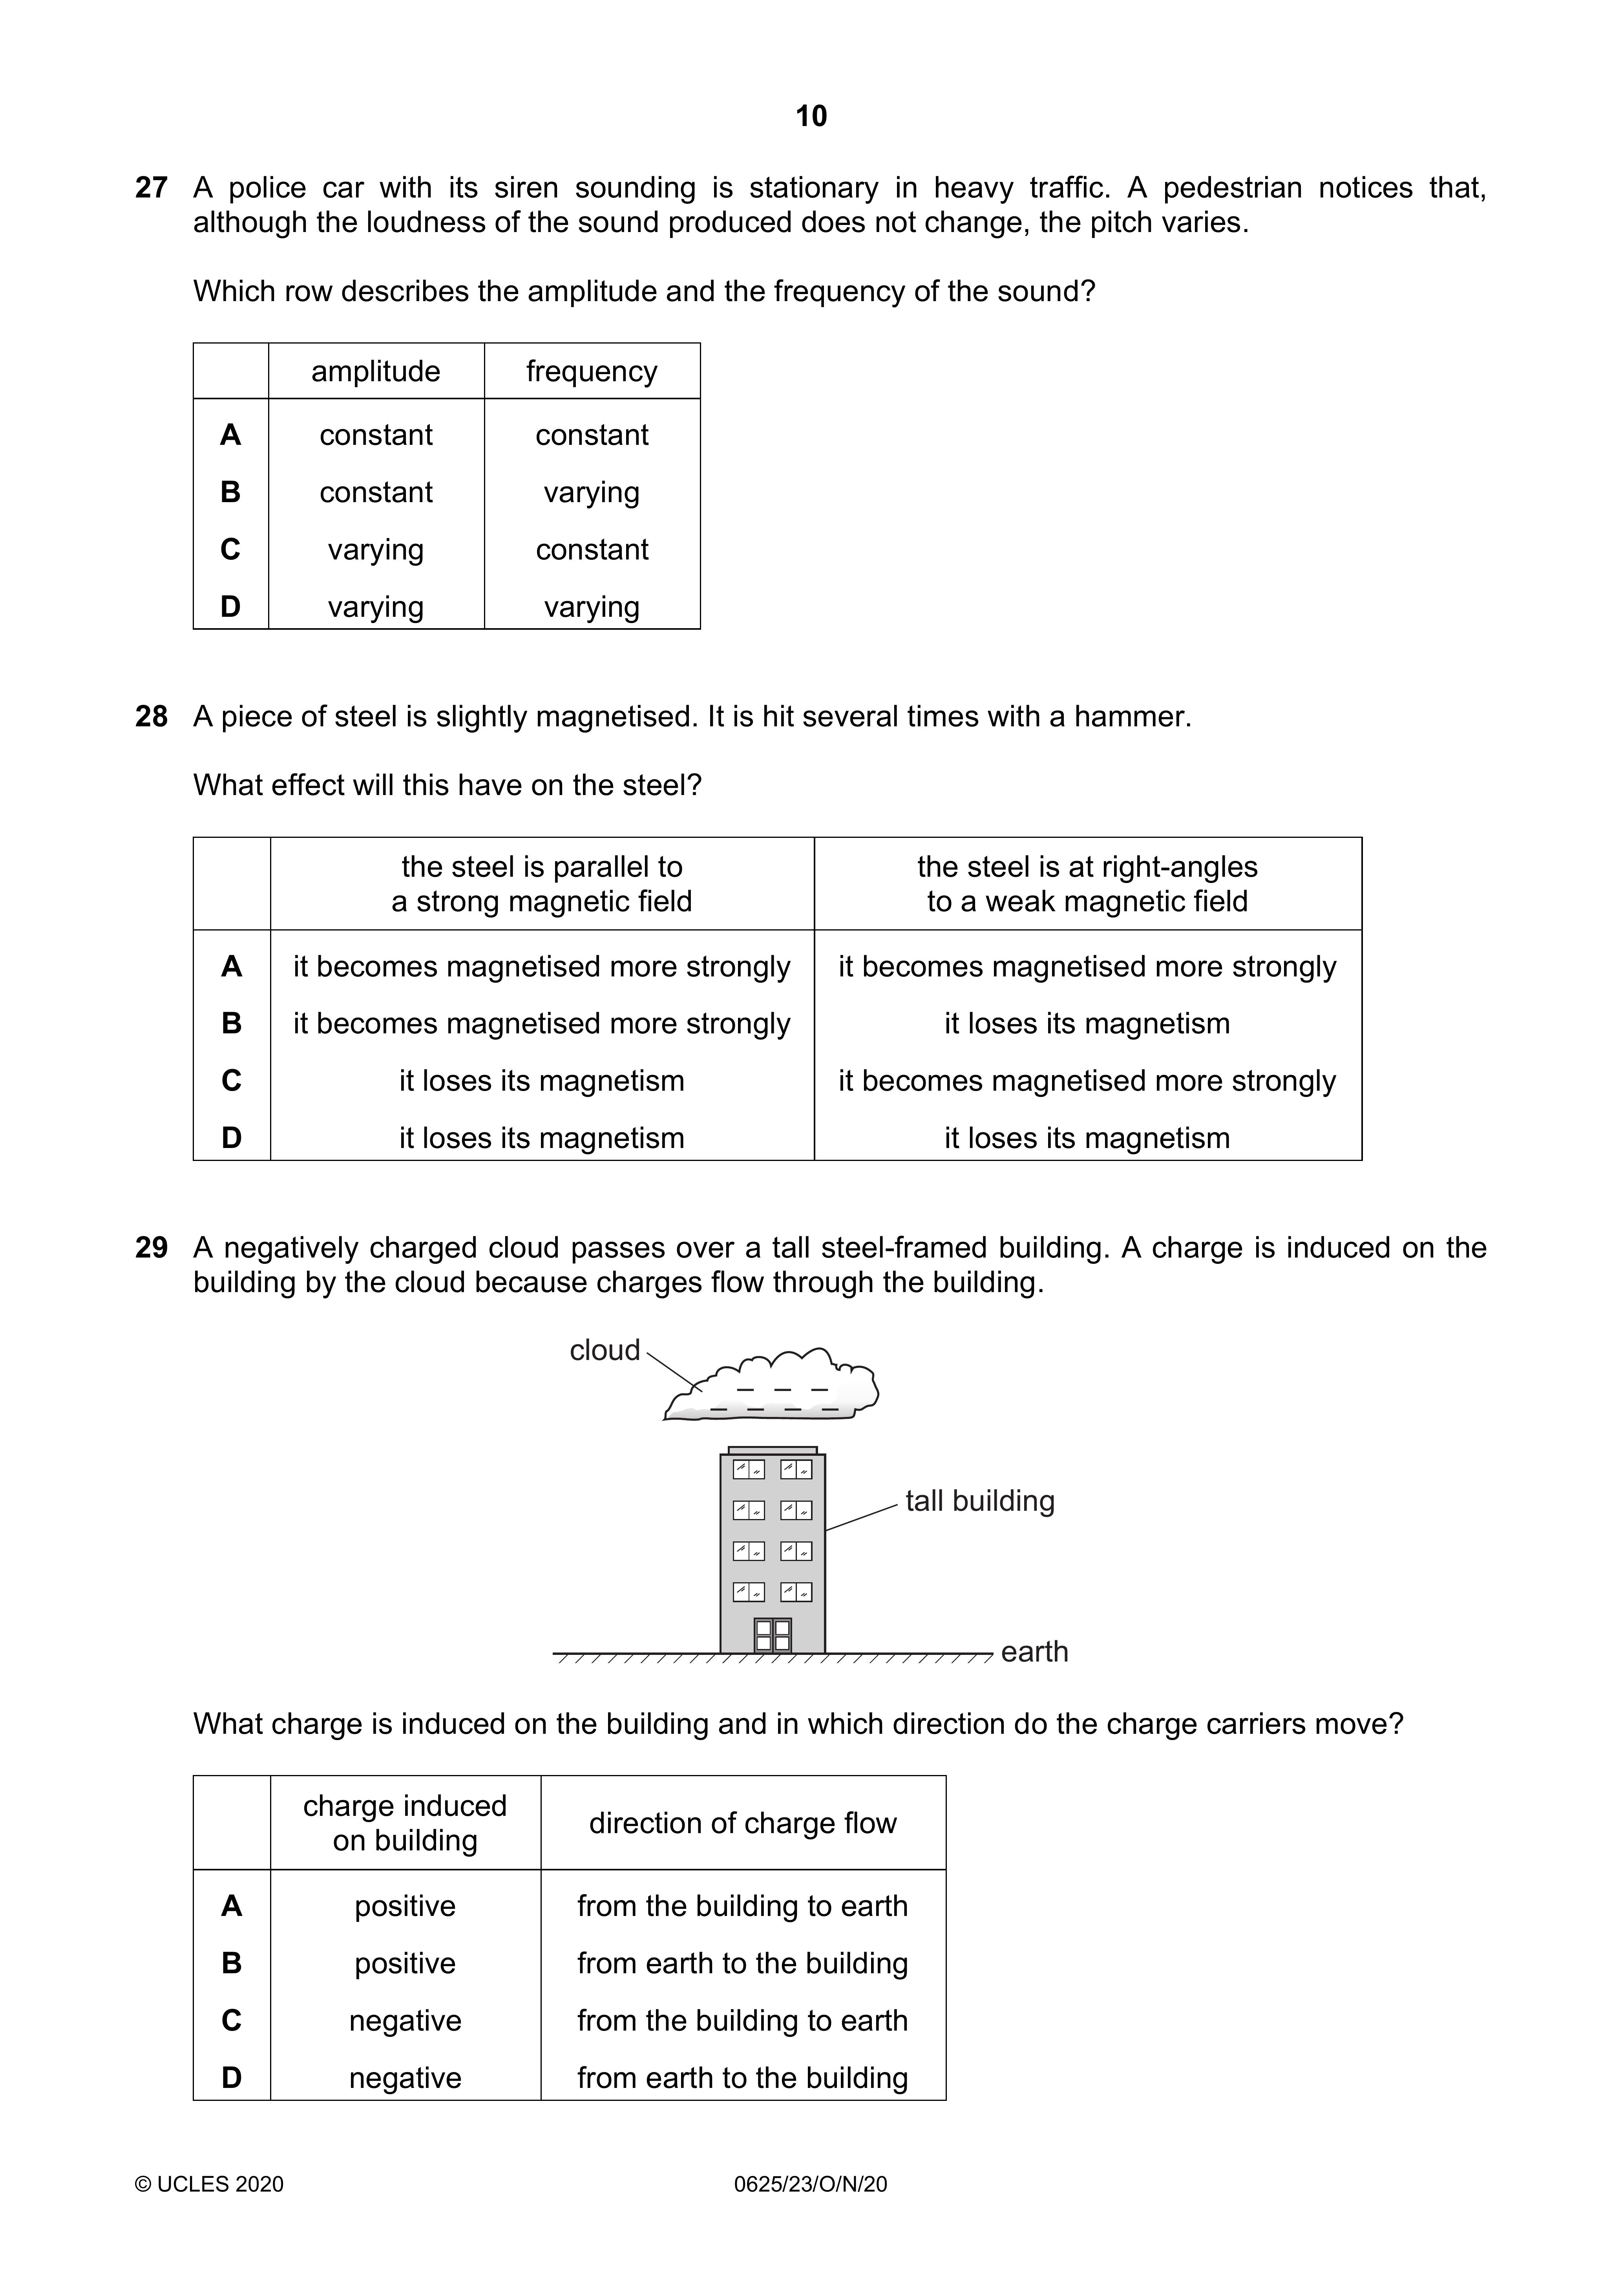 10
27 A police car with its siren sounding is stationary in heavy traffic. A pedestrian notices that,
although the loudness of the sound produced does not change, the pitch varies.
Which row describes the amplitude and the frequency of the sound?
amplitude frequency
A constant constant
B constant varying
C varying constant
D varying varying
28 A piece of steel is slightly magnetised. It is hit several times with a hammer.
What effect will this have on the steel?
the steel is parallel to the steel is at right-angles
a strong magnetic field to a weak magnetic field
A it becomes magnetised more strongly it becomes magnetised more strongly
B it becomes magnetised more strongly it loses its magnetism
C it loses its magnetism it becomes magnetised more strongly
D it loses its magnetism it loses its magnetism
29 A negatively charged cloud passes over a tall steel-framed building. A charge is induced on the
building by the cloud because charges flow through the building.
cloud
tall building
earth
What charge is induced on the building and in which direction do the charge carriers move?
charge induced
on building direction of charge flow
A positive from the building to earth
B positive from earth to the building
C negative from the building to earth
D negative from earth to the building
© UCLES 2020 0625/23/O/N/20